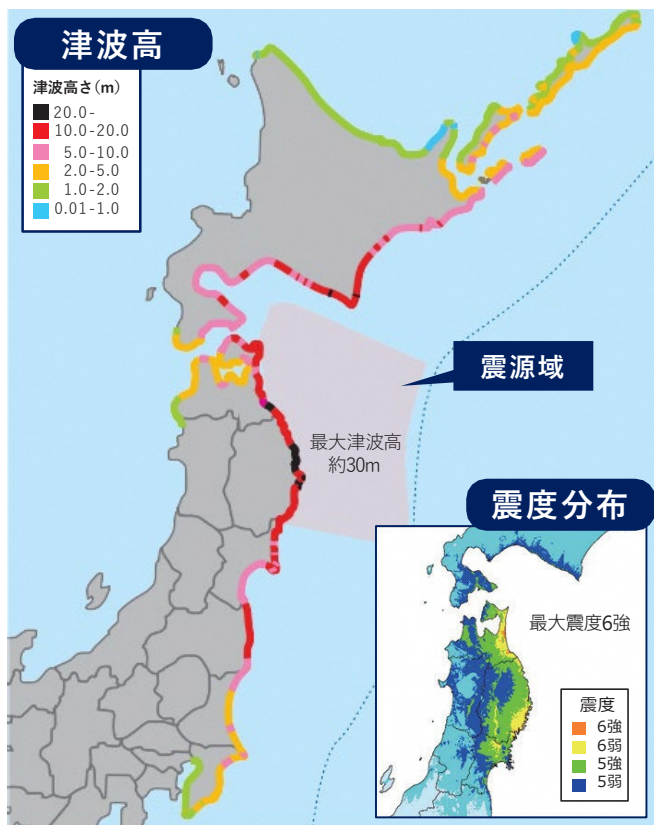 津波高
津波高さ(m)
20.0-
10.0-20.0
5.0-10.0
2.0-5.0
1.0-2.0
0.01-1.0
震源域
最大津波高
約30m
震度分布
最大震度6強
震度
6強
6弱
5強
5弱